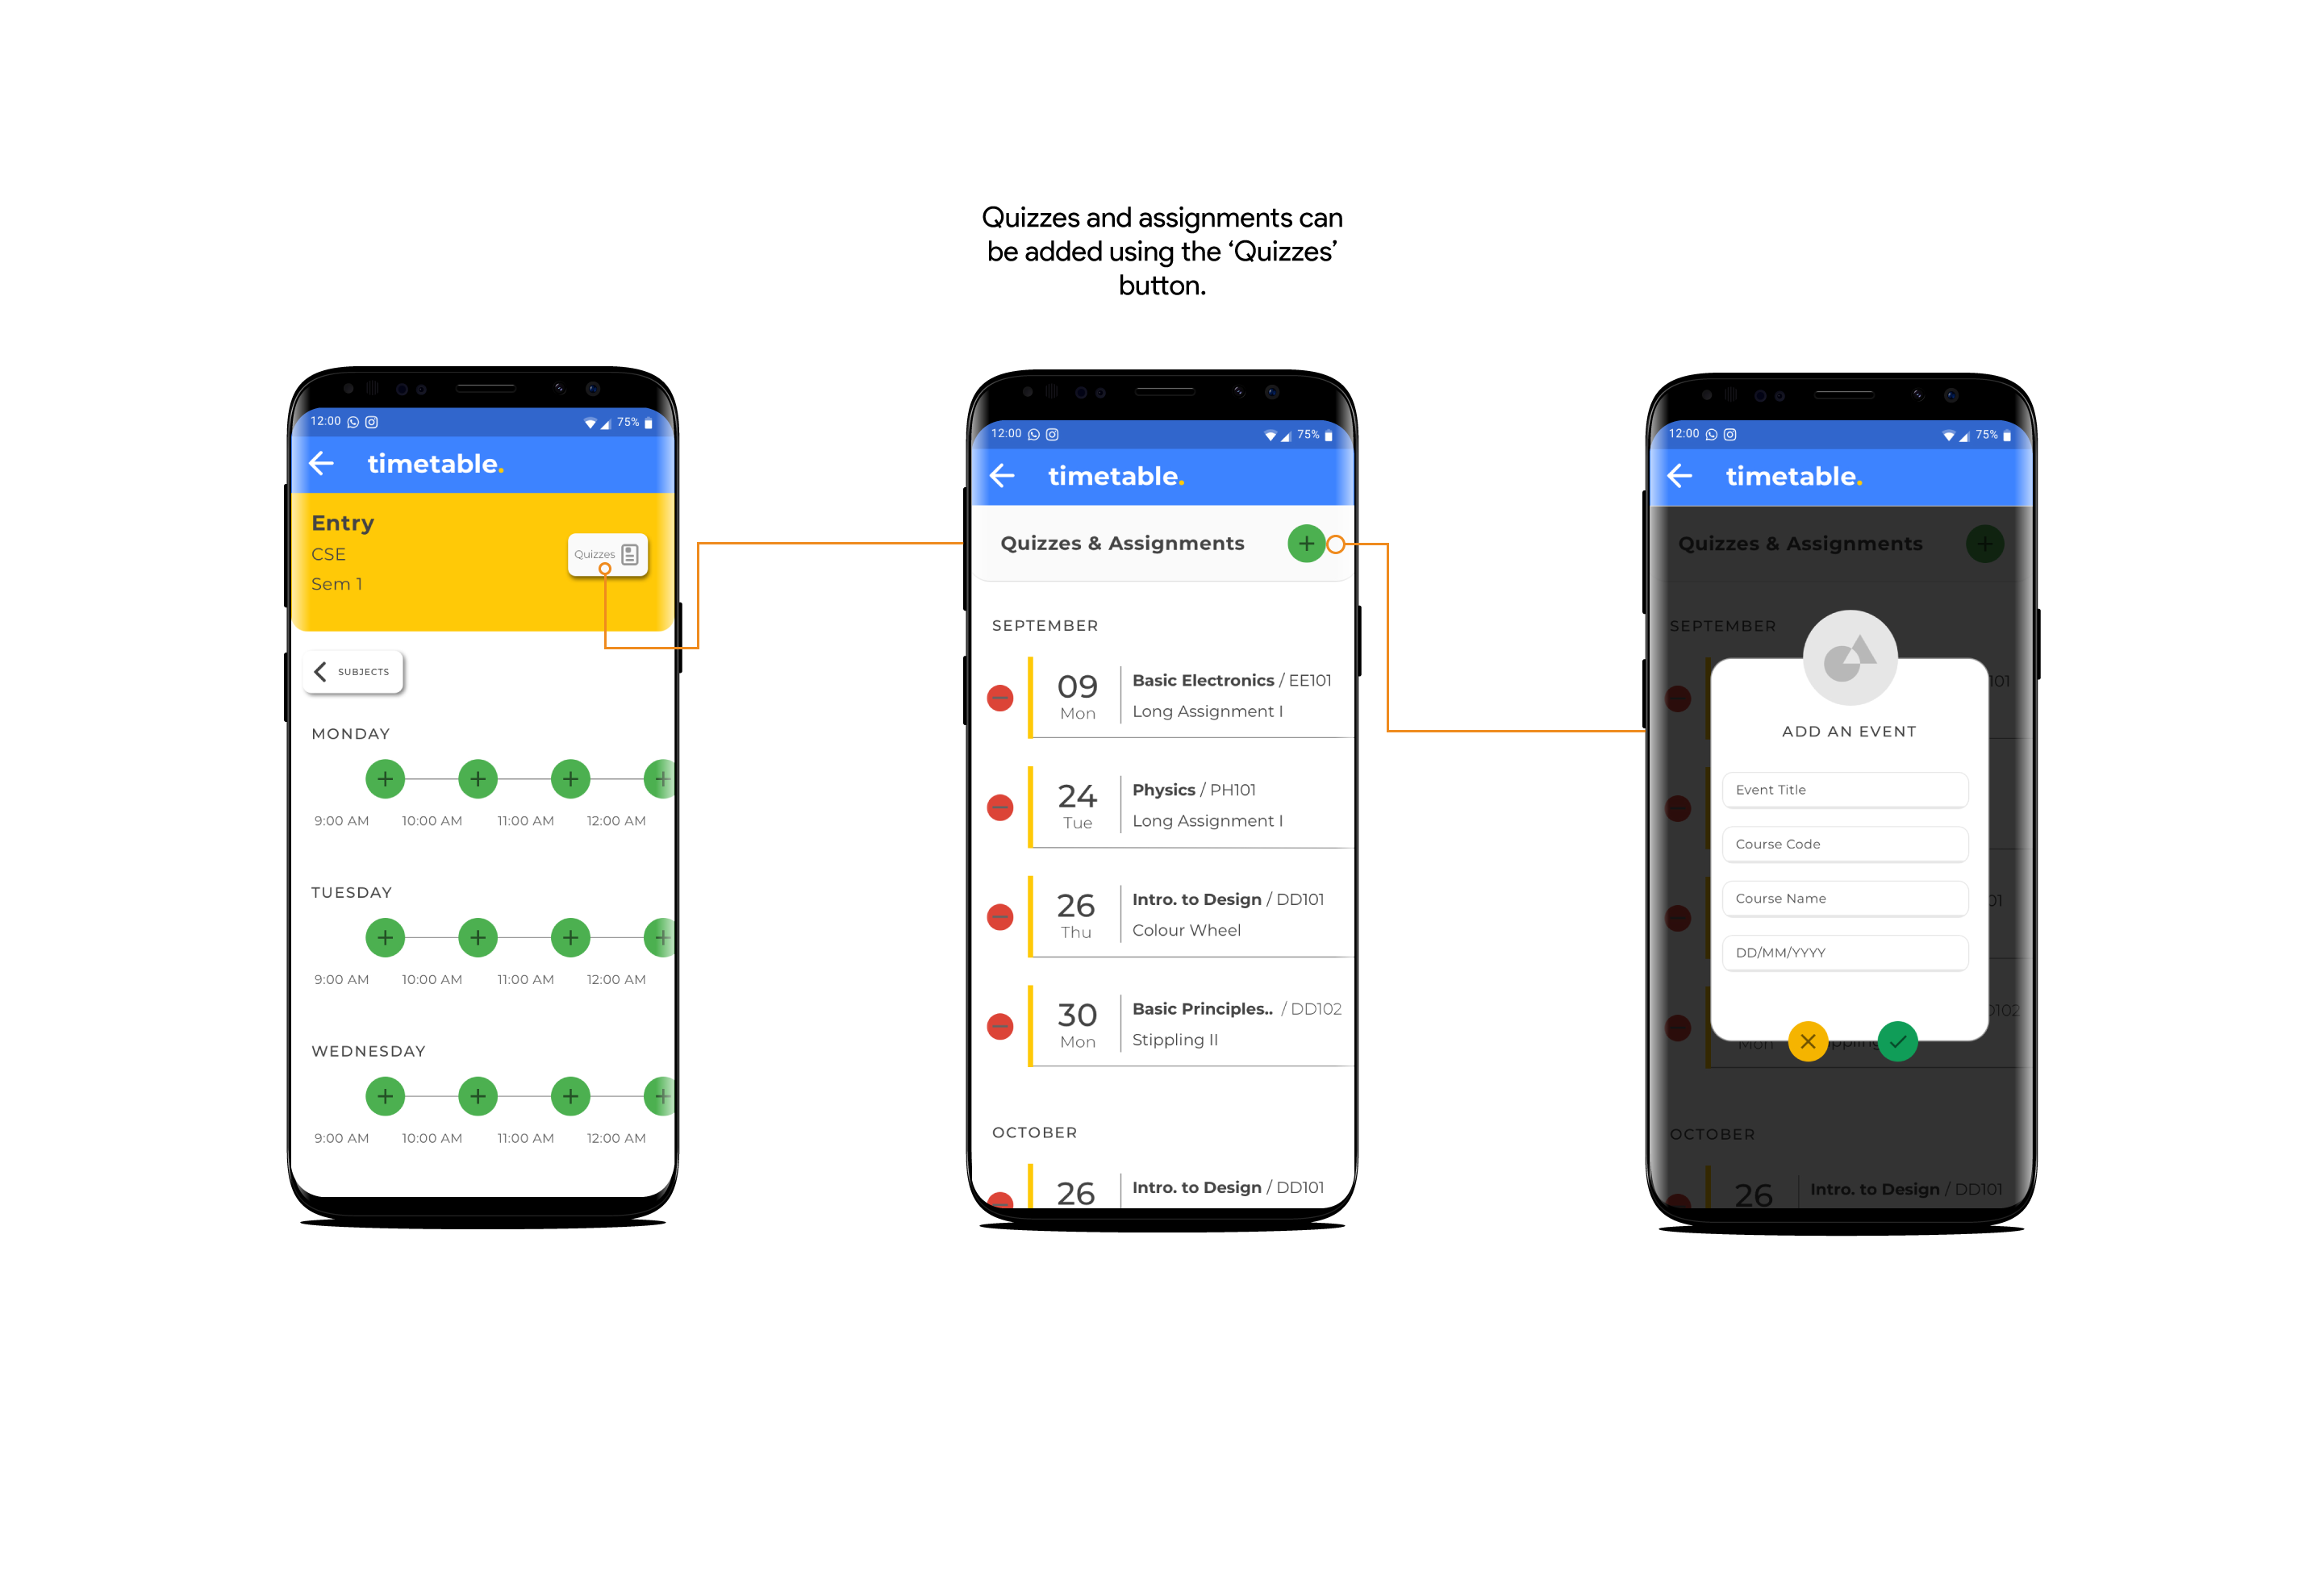 Quizzes and assignments can
be added using the ‘Quizzes’
button.
12:00 75%
timetable.
Entry
CSE
Sem 1
Quizzes
SUBJECTS
MONDAY
9:00 AM 10:00 AM 11:00 AM 12:00 AM
TUESDAY
9:00 AM 10:00 AM 11:00 AM 12:00 AM
WEDNESDAY
9:00 AM 10:00 AM 11:00 AM 12:00 AM
12:00 75%
timetable.
Quizzes & Assignments
SEPTEMBER
09 Basic Electronics / EE101
Mon Long Assignment I
24 Physics / PH101
Tue Long Assignment I
26 Intro. to Design / DD101
Thu Colour Wheel
30 Basic Principles.. / DD102
Mon Stippling II
OCTOBER
26 Intro. to Design / DD101
12:00 75%
timetable.
Quizzes & Assignments
SEPTEMBER
ADD AN EVENT
Event Title
Course Code
Course Name
DD/MM/YYYY
Mon
OCTOBER
26 Intro. to Design / DD101